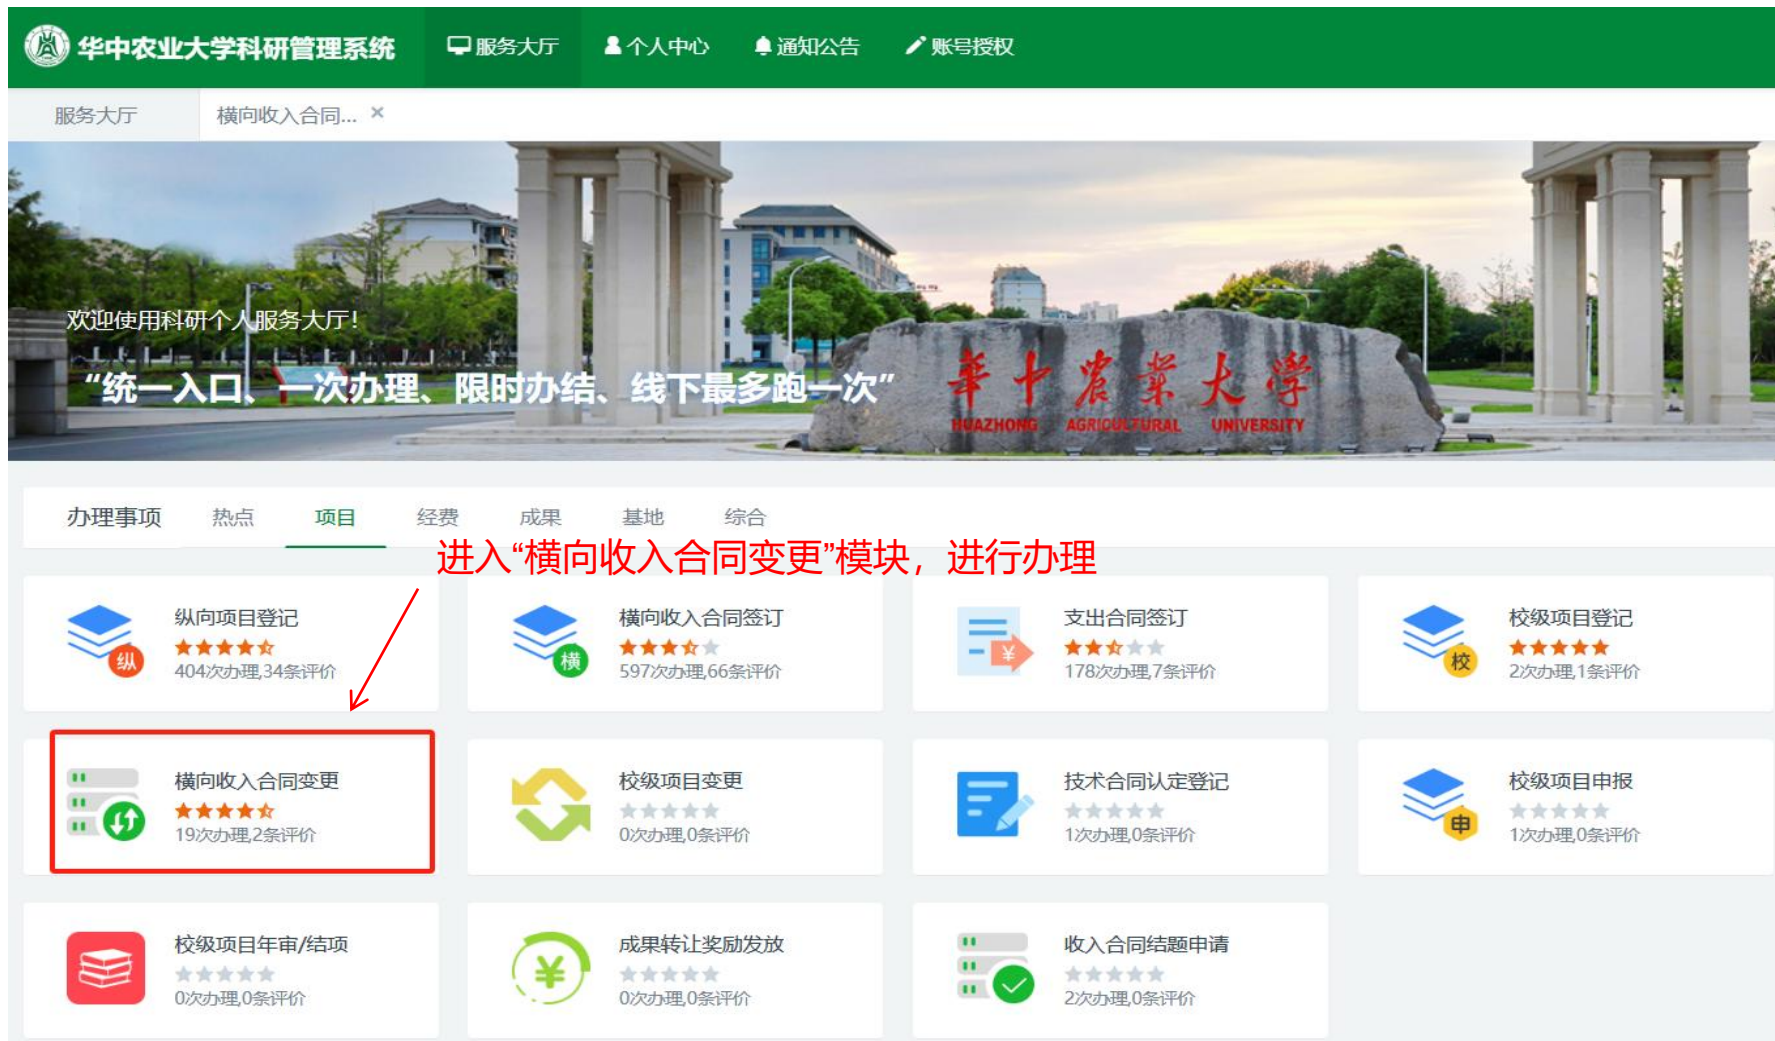 华中农业大学科研管理系统
服务大厅
个人中心
通知公告
账号授权
服务大厅
横向收入合同... ×
欢迎使用科研个人服务大厅！
“统一入口、一次办理、限时办结、线下最多跑一次”
華中农业大学
HUAZHONG AGRICULTURAL UNIVERSITY
办理事项
热点
项目
经费
成果
基地
综合
进入“横向收入合同变更”模块，进行办理
纵
纵向项目登记
404次办理,34条评价
横
横向收入合同签订
597次办理,66条评价
¥
支出合同签订
178次办理,7条评价
校
校级项目登记
2次办理,1条评价
横向收入合同变更
19次办理,2条评价
校级项目变更
0次办理,0条评价
技术合同认定登记
1次办理,0条评价
申
校级项目申报
1次办理,0条评价
校级项目年审/结项
0次办理,0条评价
¥
成果转让奖励发放
0次办理,0条评价
收入合同结题申请
2次办理,0条评价